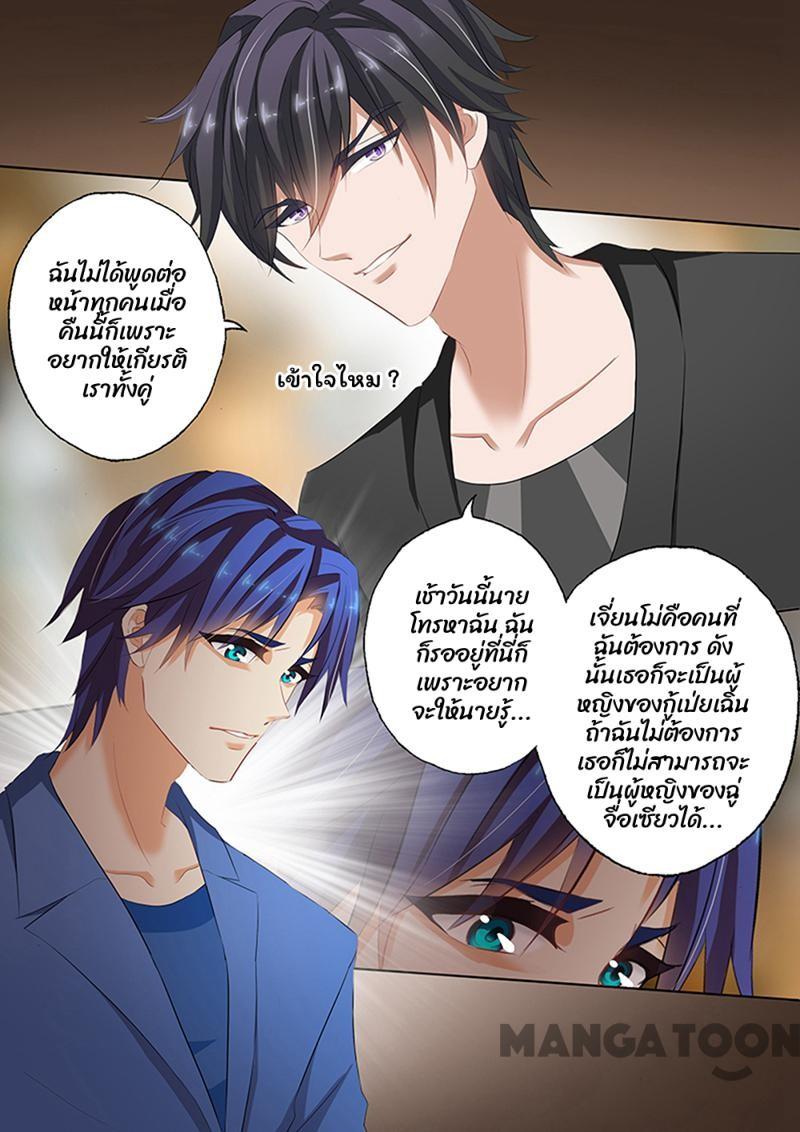 ฉันไม่ได้พูดต่อ
หน้าทุกคนเมื่อ
คืนนี้ก็เพราะ
อยากให้เกียรติ
เราทั้งคู่
เข้าใจไหม ?
เช้าวันนี้นาย
โทรหาฉัน ฉัน
ก็รออยู่ที่นี่ก็
เพราะอยาก
จะให้นายรู้...
เจี่ยนโม่คือคนที่
ฉันต้องการ ดัง
นั้นเธอก็จะเป็นผู้
หญิงของกู้เป่ยเฉิน
ถ้าฉันไม่ต้องการ
เธอก็ไม่สามารถจะ
เป็นผู้หญิงของฉู่
จื่อเซียวได้...
MANGATOON